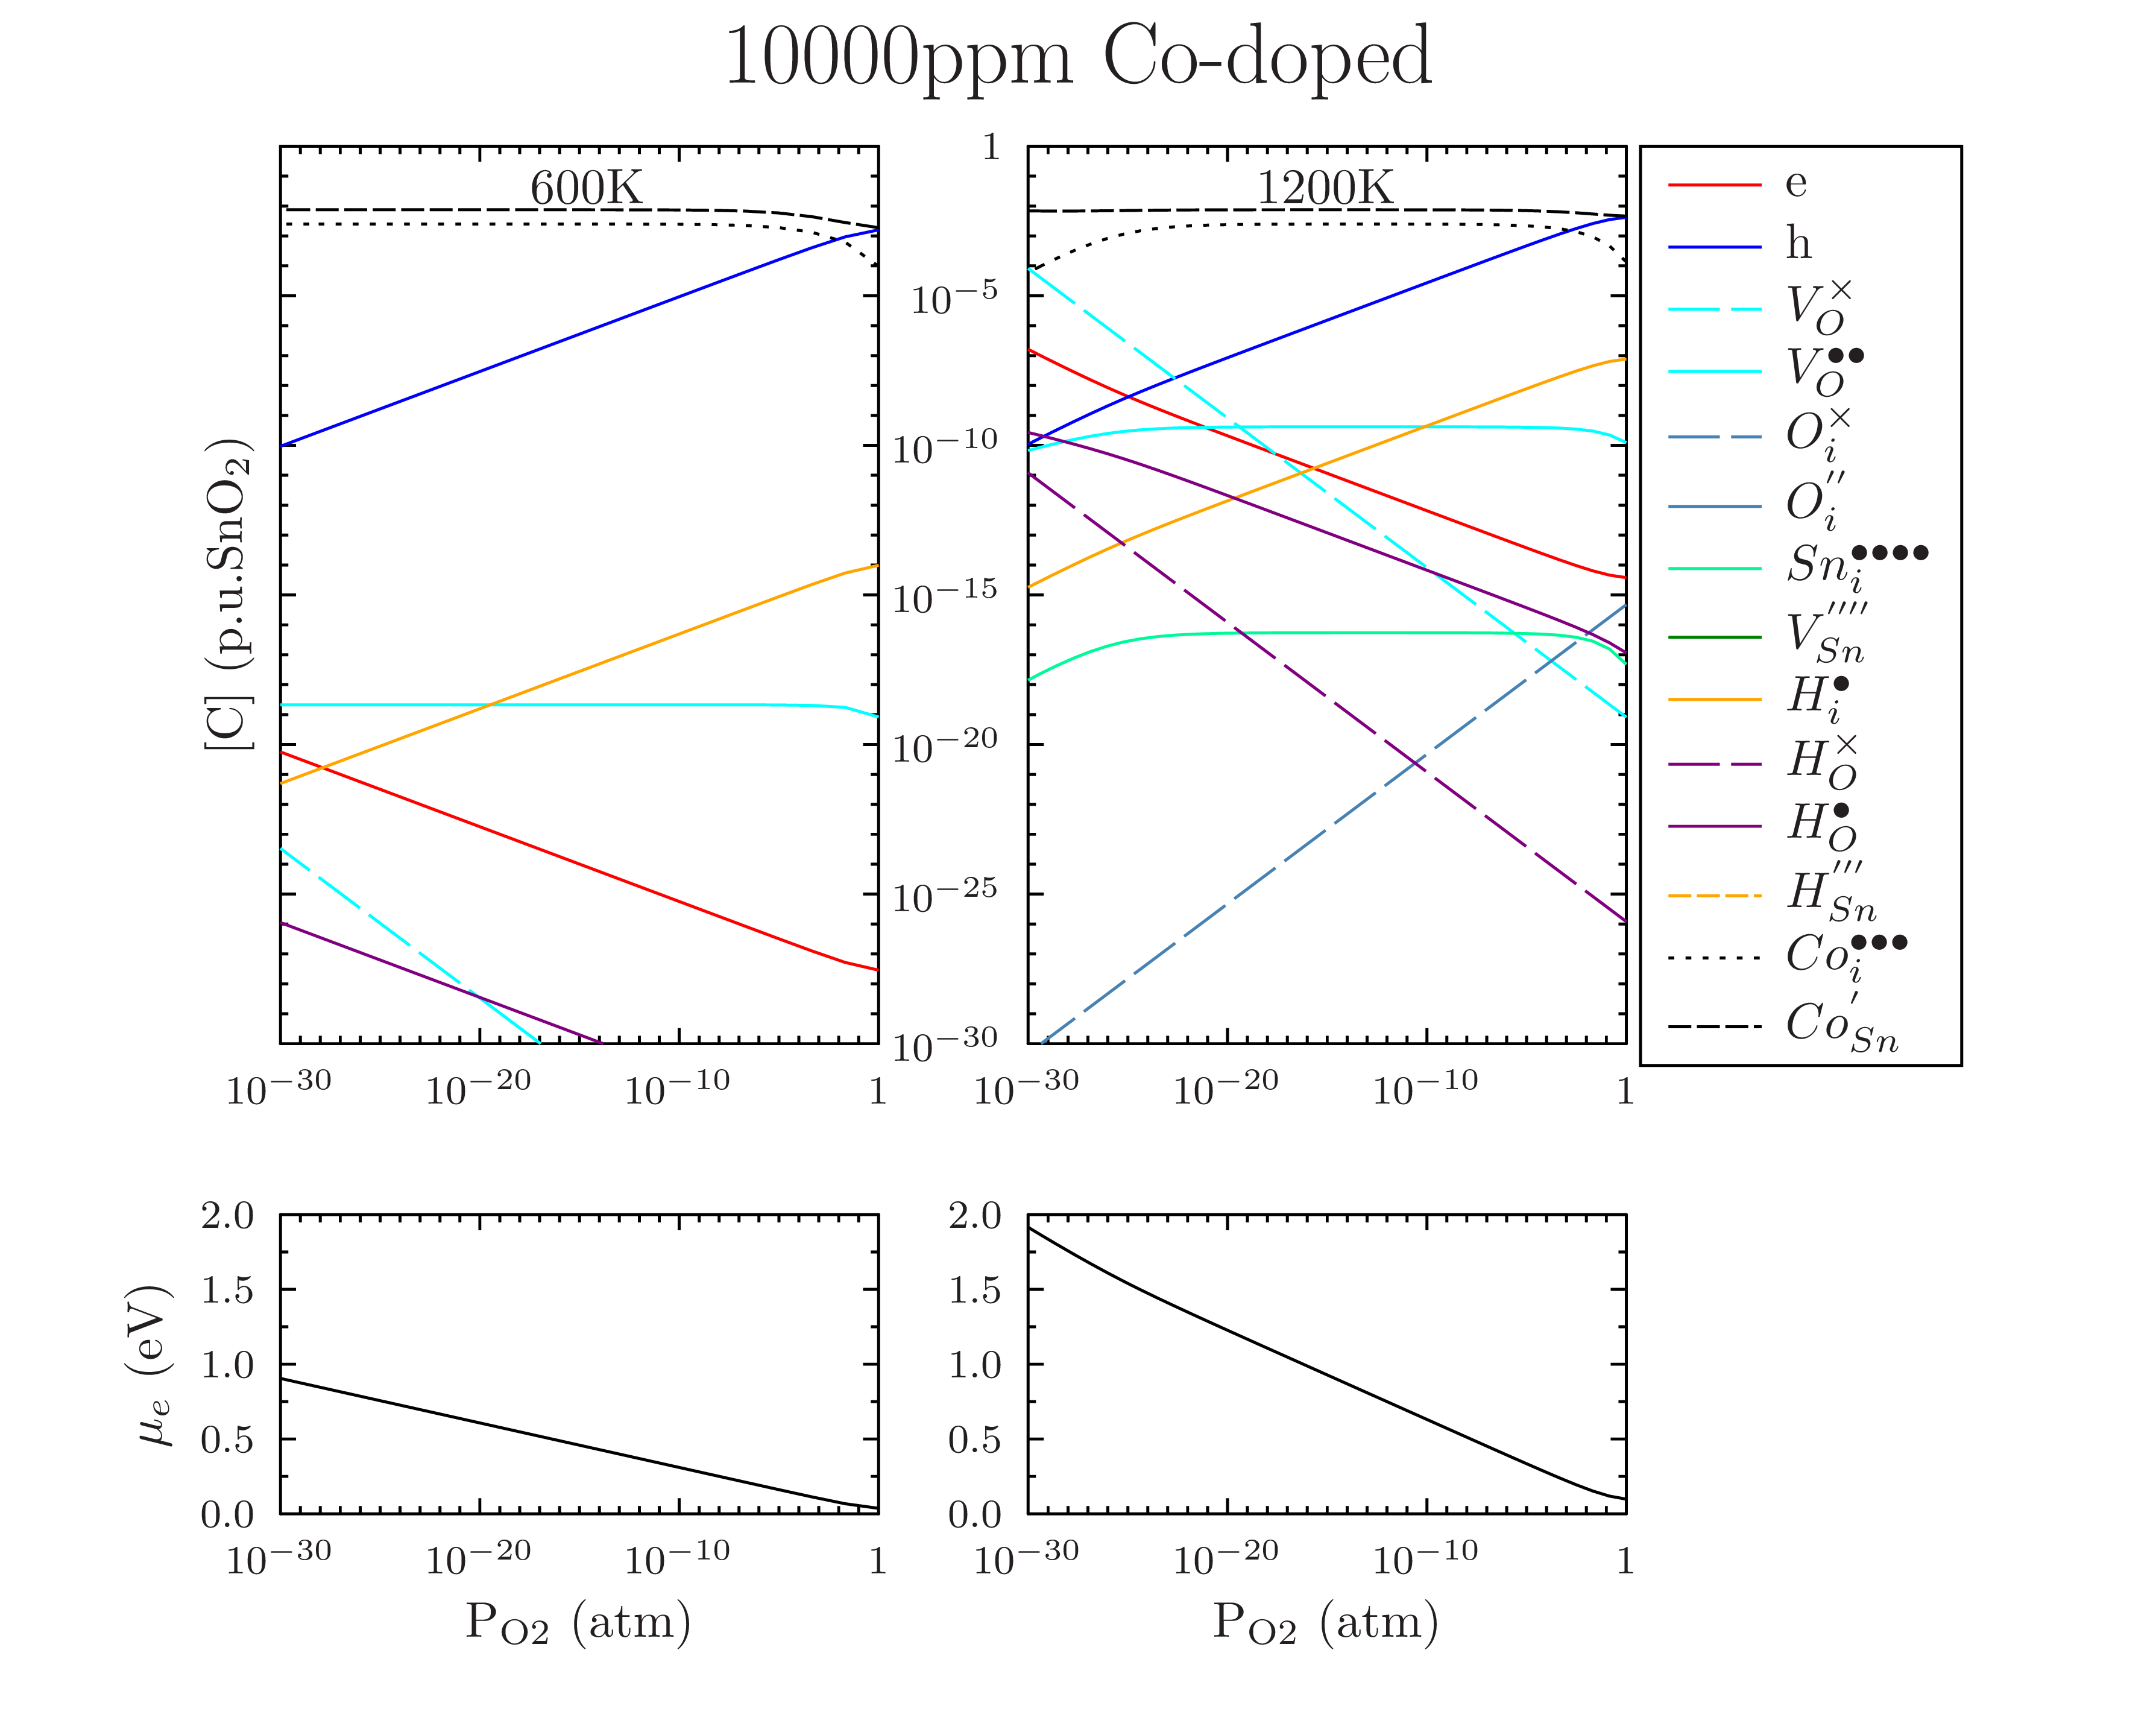 10000ppm Co-doped
600K
1200K
[C] (p.u.SnO₂)
1
10⁻⁵
10⁻¹⁰
10⁻¹⁵
10⁻²⁰
10⁻²⁵
10⁻³⁰
10⁻³⁰ 10⁻²⁰ 10⁻¹⁰ 1
10⁻³⁰ 10⁻²⁰ 10⁻¹⁰ 1
e
h
V_O^×
V_O^••
O_i^×
O_i^''
Sn_i^••••
V_Sn^''''
H_i^•
H_O^×
H_O^•
H_Sn^'''
Co_i^•••
Co_Sn^'
μₑ (eV)
2.0
1.5
1.0
0.5
0.0
10⁻³⁰ 10⁻²⁰ 10⁻¹⁰ 1
P_O2 (atm)
2.0
1.5
1.0
0.5
0.0
10⁻³⁰ 10⁻²⁰ 10⁻¹⁰ 1
P_O2 (atm)